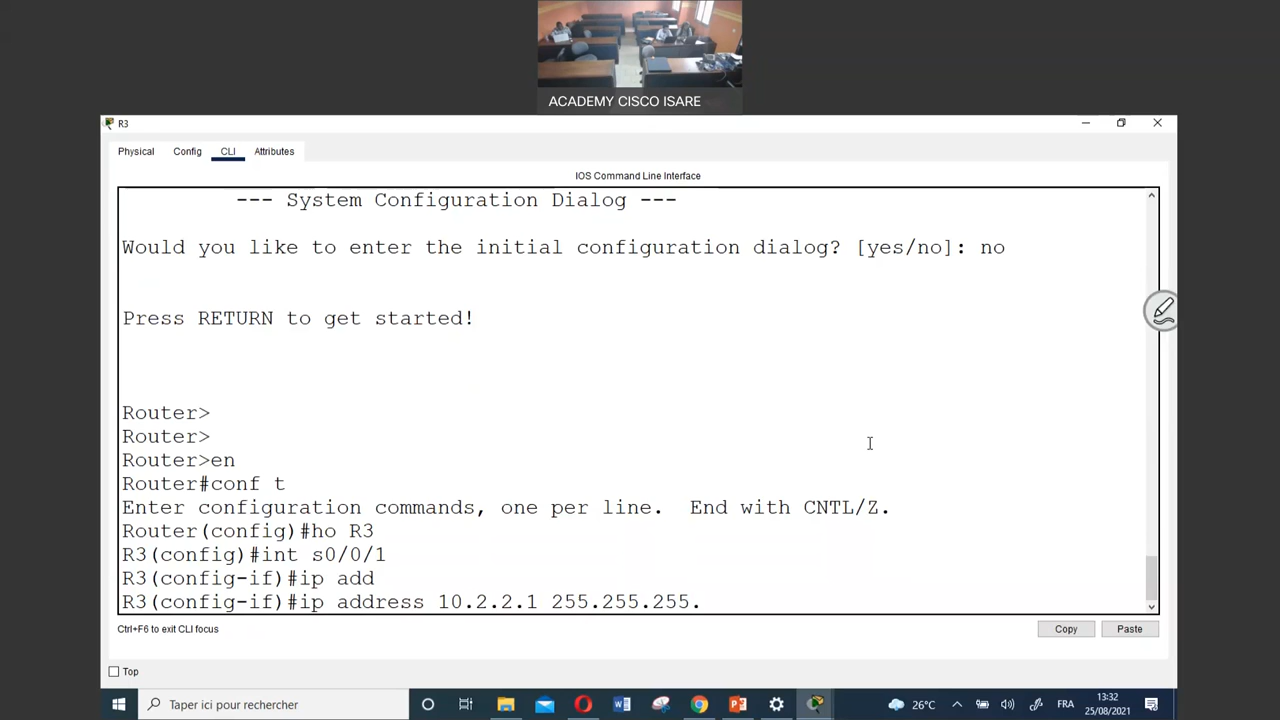 ACADEMY CISCO ISARE
R3
Physical Config CLI Attributes
IOS Command Line Interface
--- System Configuration Dialog ---
Would you like to enter the initial configuration dialog? [yes/no]: no
Press RETURN to get started!
Router>
Router>
Router>en
Router#conf t
Enter configuration commands, one per line.  End with CNTL/Z.
Router(config)#ho R3
R3(config)#int s0/0/1
R3(config-if)#ip add
R3(config-if)#ip address 10.2.2.1 255.255.255.
Ctrl+F6 to exit CLI focus
Copy Paste
Top
Taper ici pour rechercher
26°C
FRA
13:32
25/08/2021